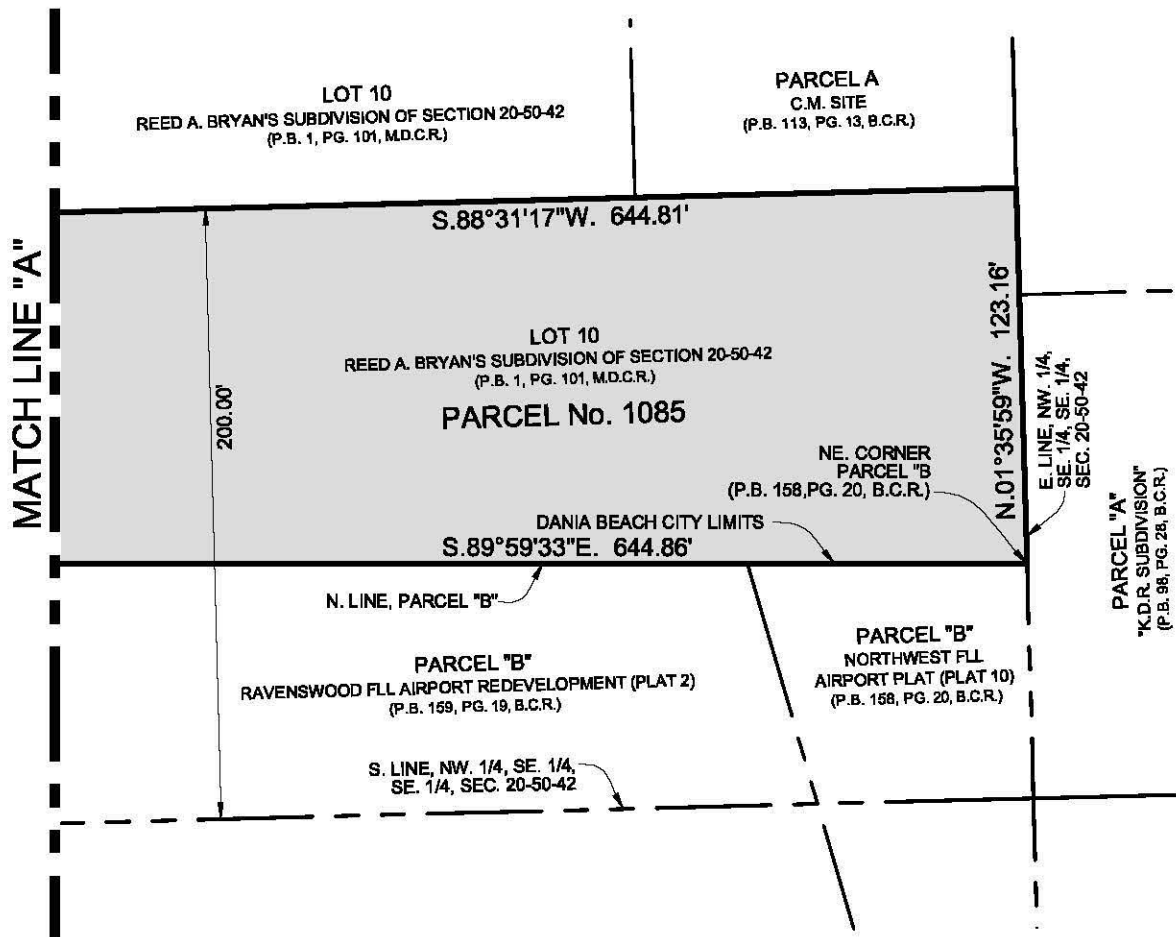 LOT 10
REED A. BRYAN'S SUBDIVISION OF SECTION 20-50-42
(P.B. 1, PG. 101, M.D.C.R.)
PARCEL A
C.M. SITE
(P.B. 113, PG. 13, B.C.R.)
MATCH LINE "A"
S.88°31'17"W. 644.81'
200.00'
LOT 10
REED A. BRYAN'S SUBDIVISION OF SECTION 20-50-42
(P.B. 1, PG. 101, M.D.C.R.)
PARCEL No. 1085
N.01°35'59"W. 123.16'
E. LINE, NW. 1/4,
SE. 1/4, SE. 1/4,
SEC. 20-50-42
NE. CORNER
PARCEL "B
(P.B. 158,PG. 20, B.C.R.)
DANIA BEACH CITY LIMITS
S.89°59'33"E. 644.86'
PARCEL "A"
"K.D.R. SUBDIVISION"
(P.B. 98, PG. 28, B.C.R.)
N. LINE, PARCEL "B"
PARCEL "B"
RAVENSWOOD FLL AIRPORT REDEVELOPMENT (PLAT 2)
(P.B. 159, PG. 19, B.C.R.)
PARCEL "B"
NORTHWEST FLL
AIRPORT PLAT (PLAT 10)
(P.B. 158, PG. 20, B.C.R.)
S. LINE, NW. 1/4, SE. 1/4,
SE. 1/4, SEC. 20-50-42